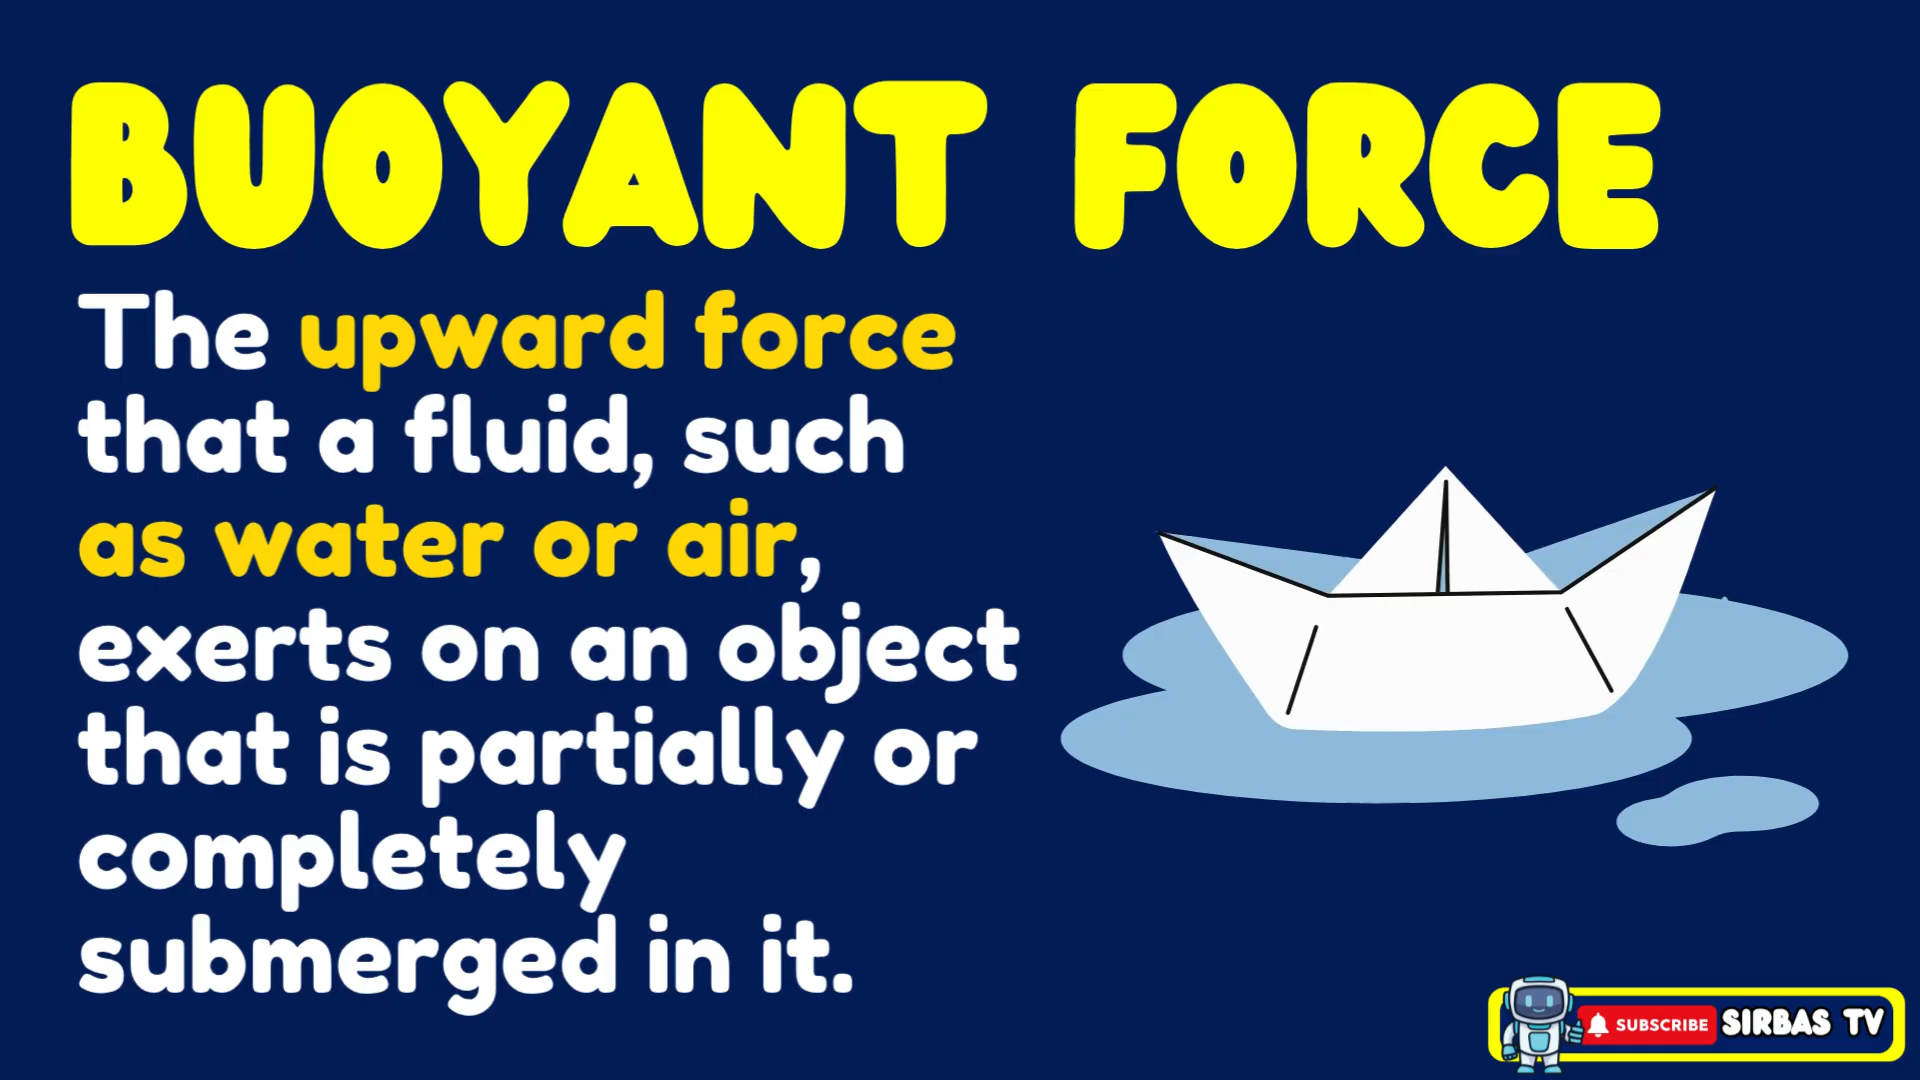 BUOYANT FORCE
The upward force
that a fluid, such
as water or air,
exerts on an object
that is partially or
completely
submerged in it.
SUBSCRIBE SIRBAS TV